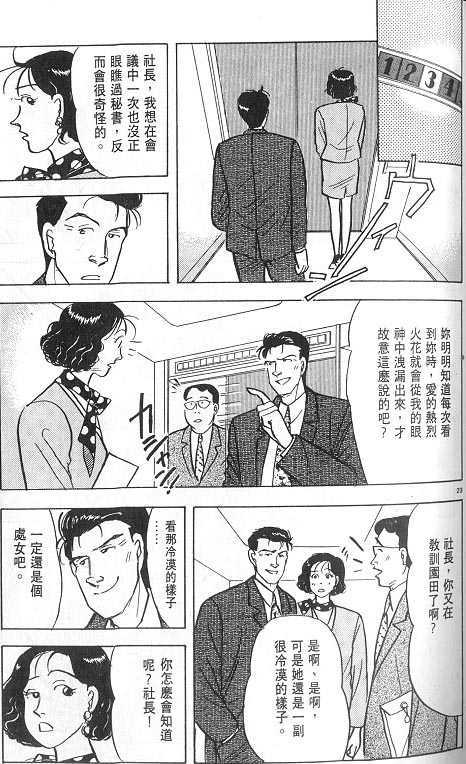 1234
ウ
ィ
ー
ン
社長，我想在會
議中一次也沒正
眼瞧過秘書，反
而會很奇怪的。
妳明明知道每次看
到妳時，愛的熱烈
火花就會從我的眼
神中洩漏出來，才
故意這麼說的吧？
社長，你又在
教訓園田了啊？
是啊、是啊，
可是她還是一副
很冷漠的樣子。
看那冷漠的樣子
……
一定還是個
處女吧。
你怎麼會知道
呢？社長！